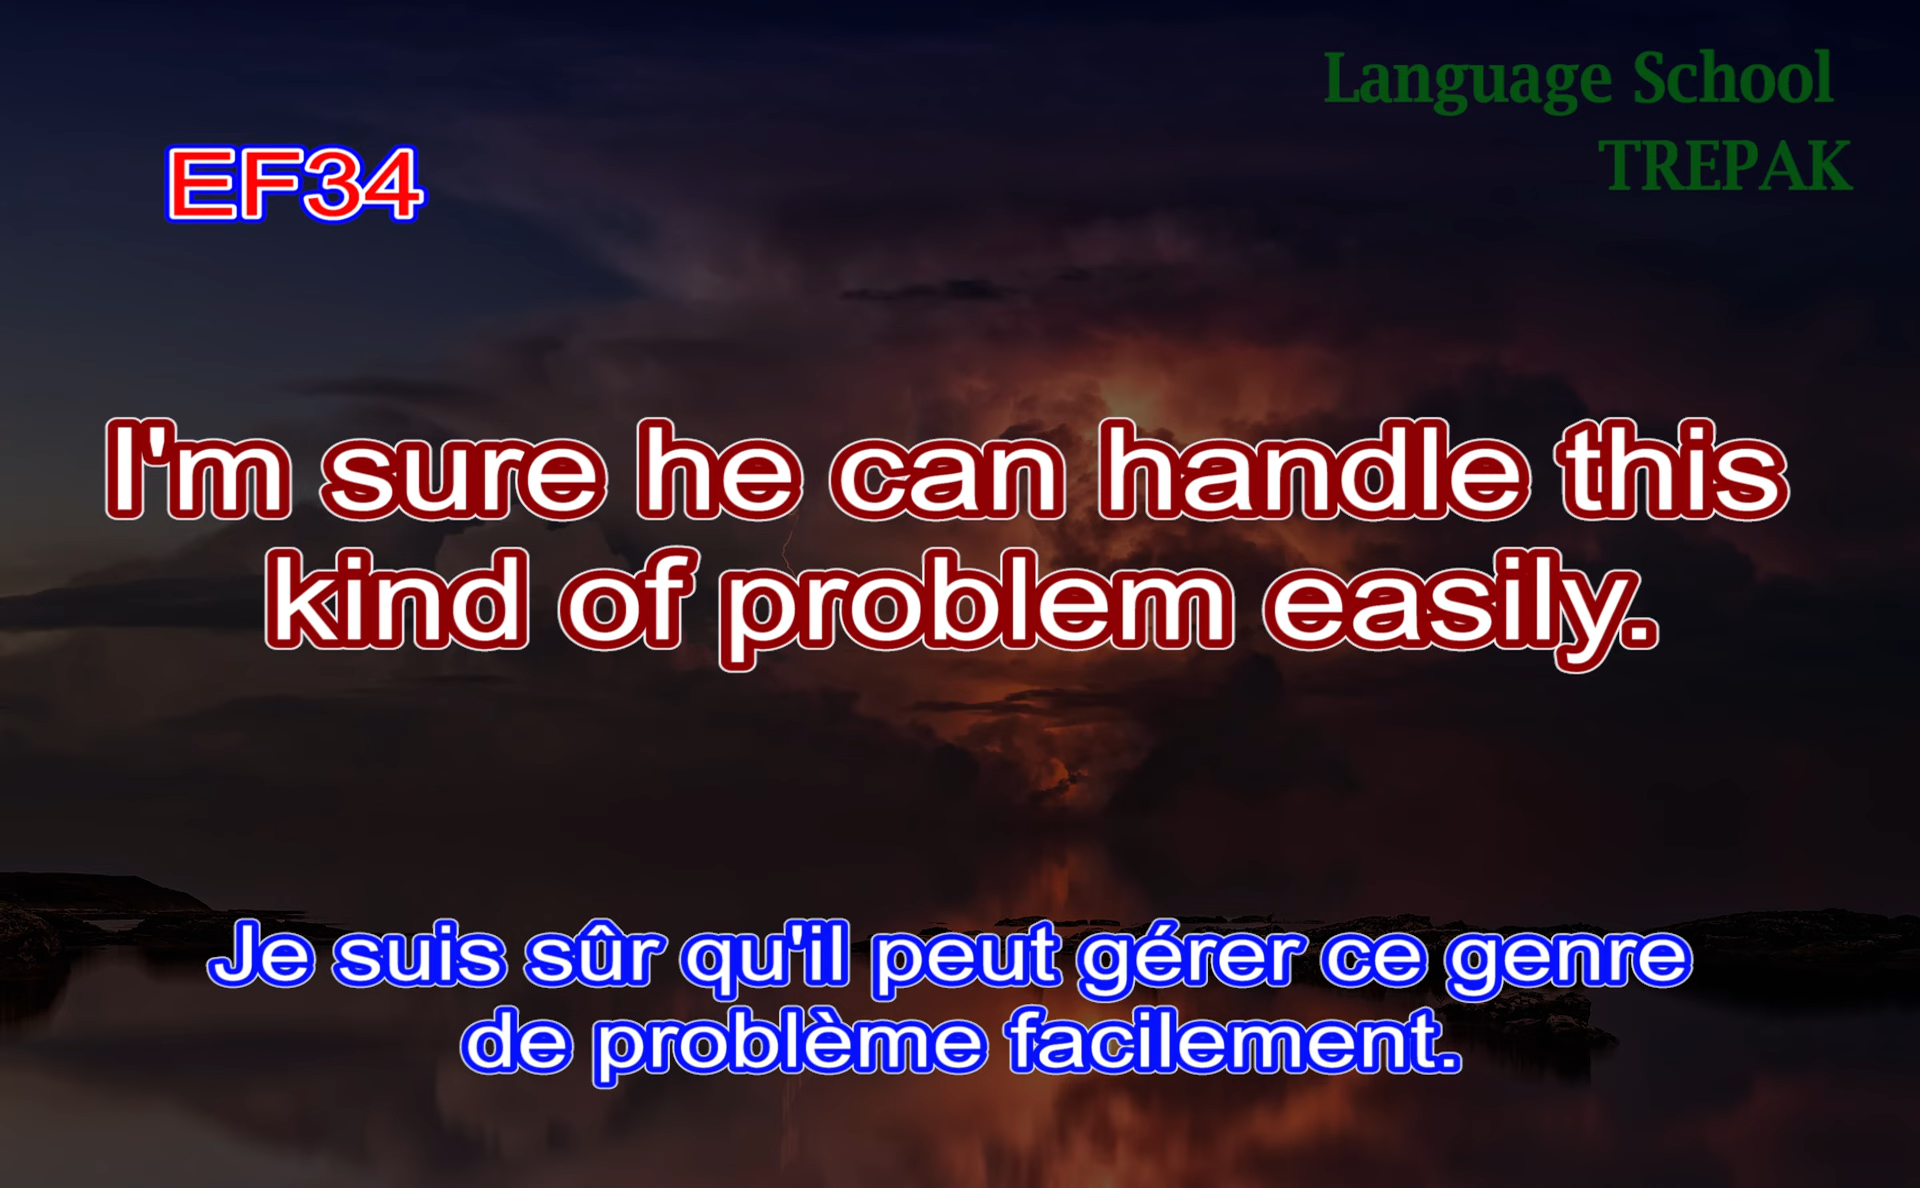 Language School
TREPAK
EF34
I'm sure he can handle this
kind of problem easily.
Je suis sûr qu'il peut gérer ce genre
de problème facilement.